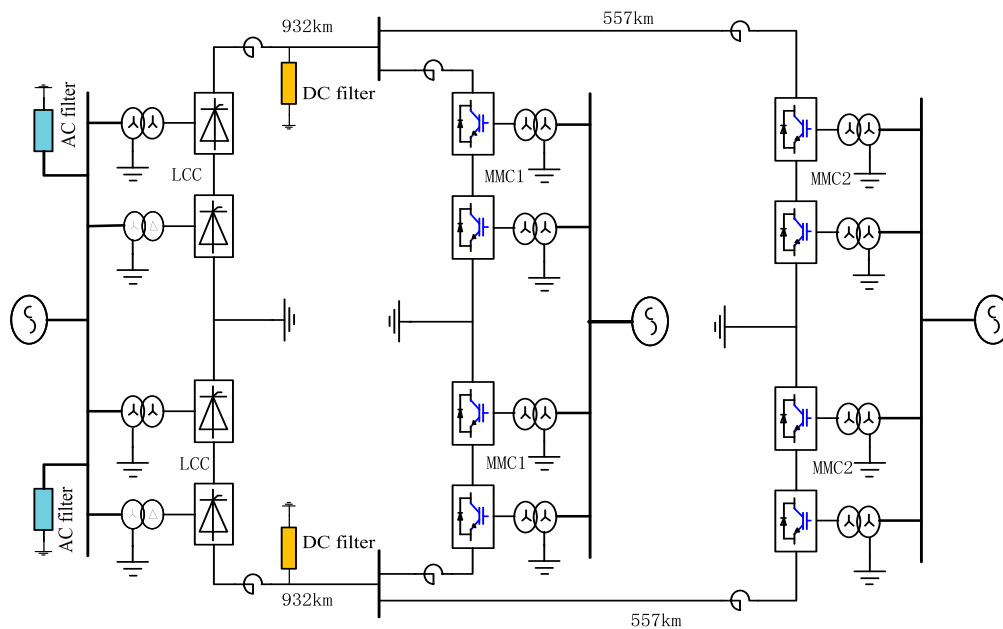 932km
557km
AC filter
DC filter
LCC
MMC1
MMC2
LCC
MMC1
MMC2
AC filter
DC filter
932km
557km